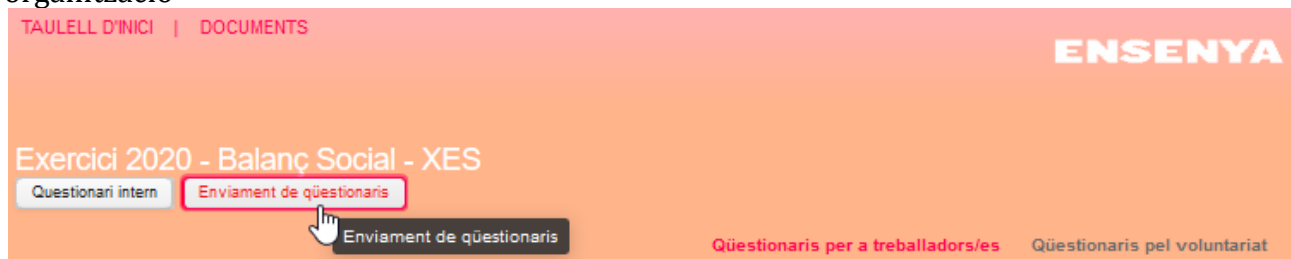 organització
TAULELL D'INICI | DOCUMENTS
ENSENYA
Exercici 2020 - Balanç Social - XES
Questionari intern Enviament de qüestionaris
Enviament de qüestionaris
Qüestionaris per a treballadors/es Qüestionaris pel voluntariat